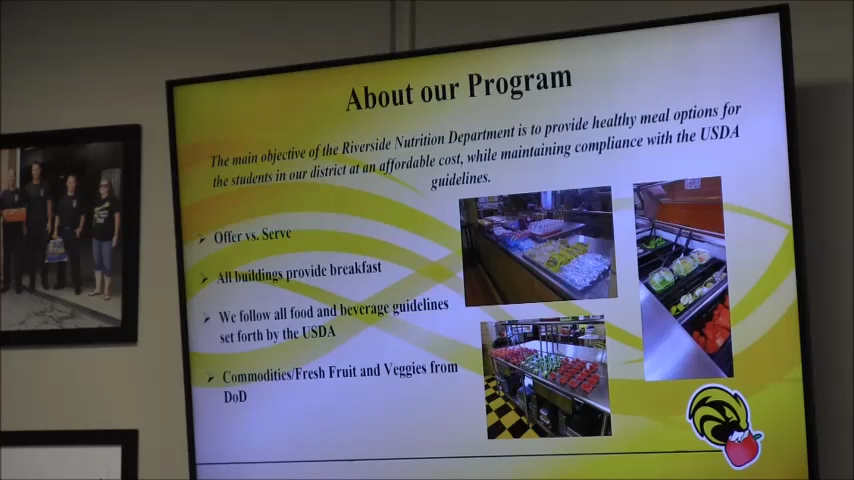 About our Program
The main objective of the Riverside Nutrition Department is to provide healthy meal options for
the students in our district at an affordable cost, while maintaining compliance with the USDA
guidelines.
Offer vs. Serve
All buildings provide breakfast
We follow all food and beverage guidelines
set forth by the USDA
Commodities/Fresh Fruit and Veggies from
DoD